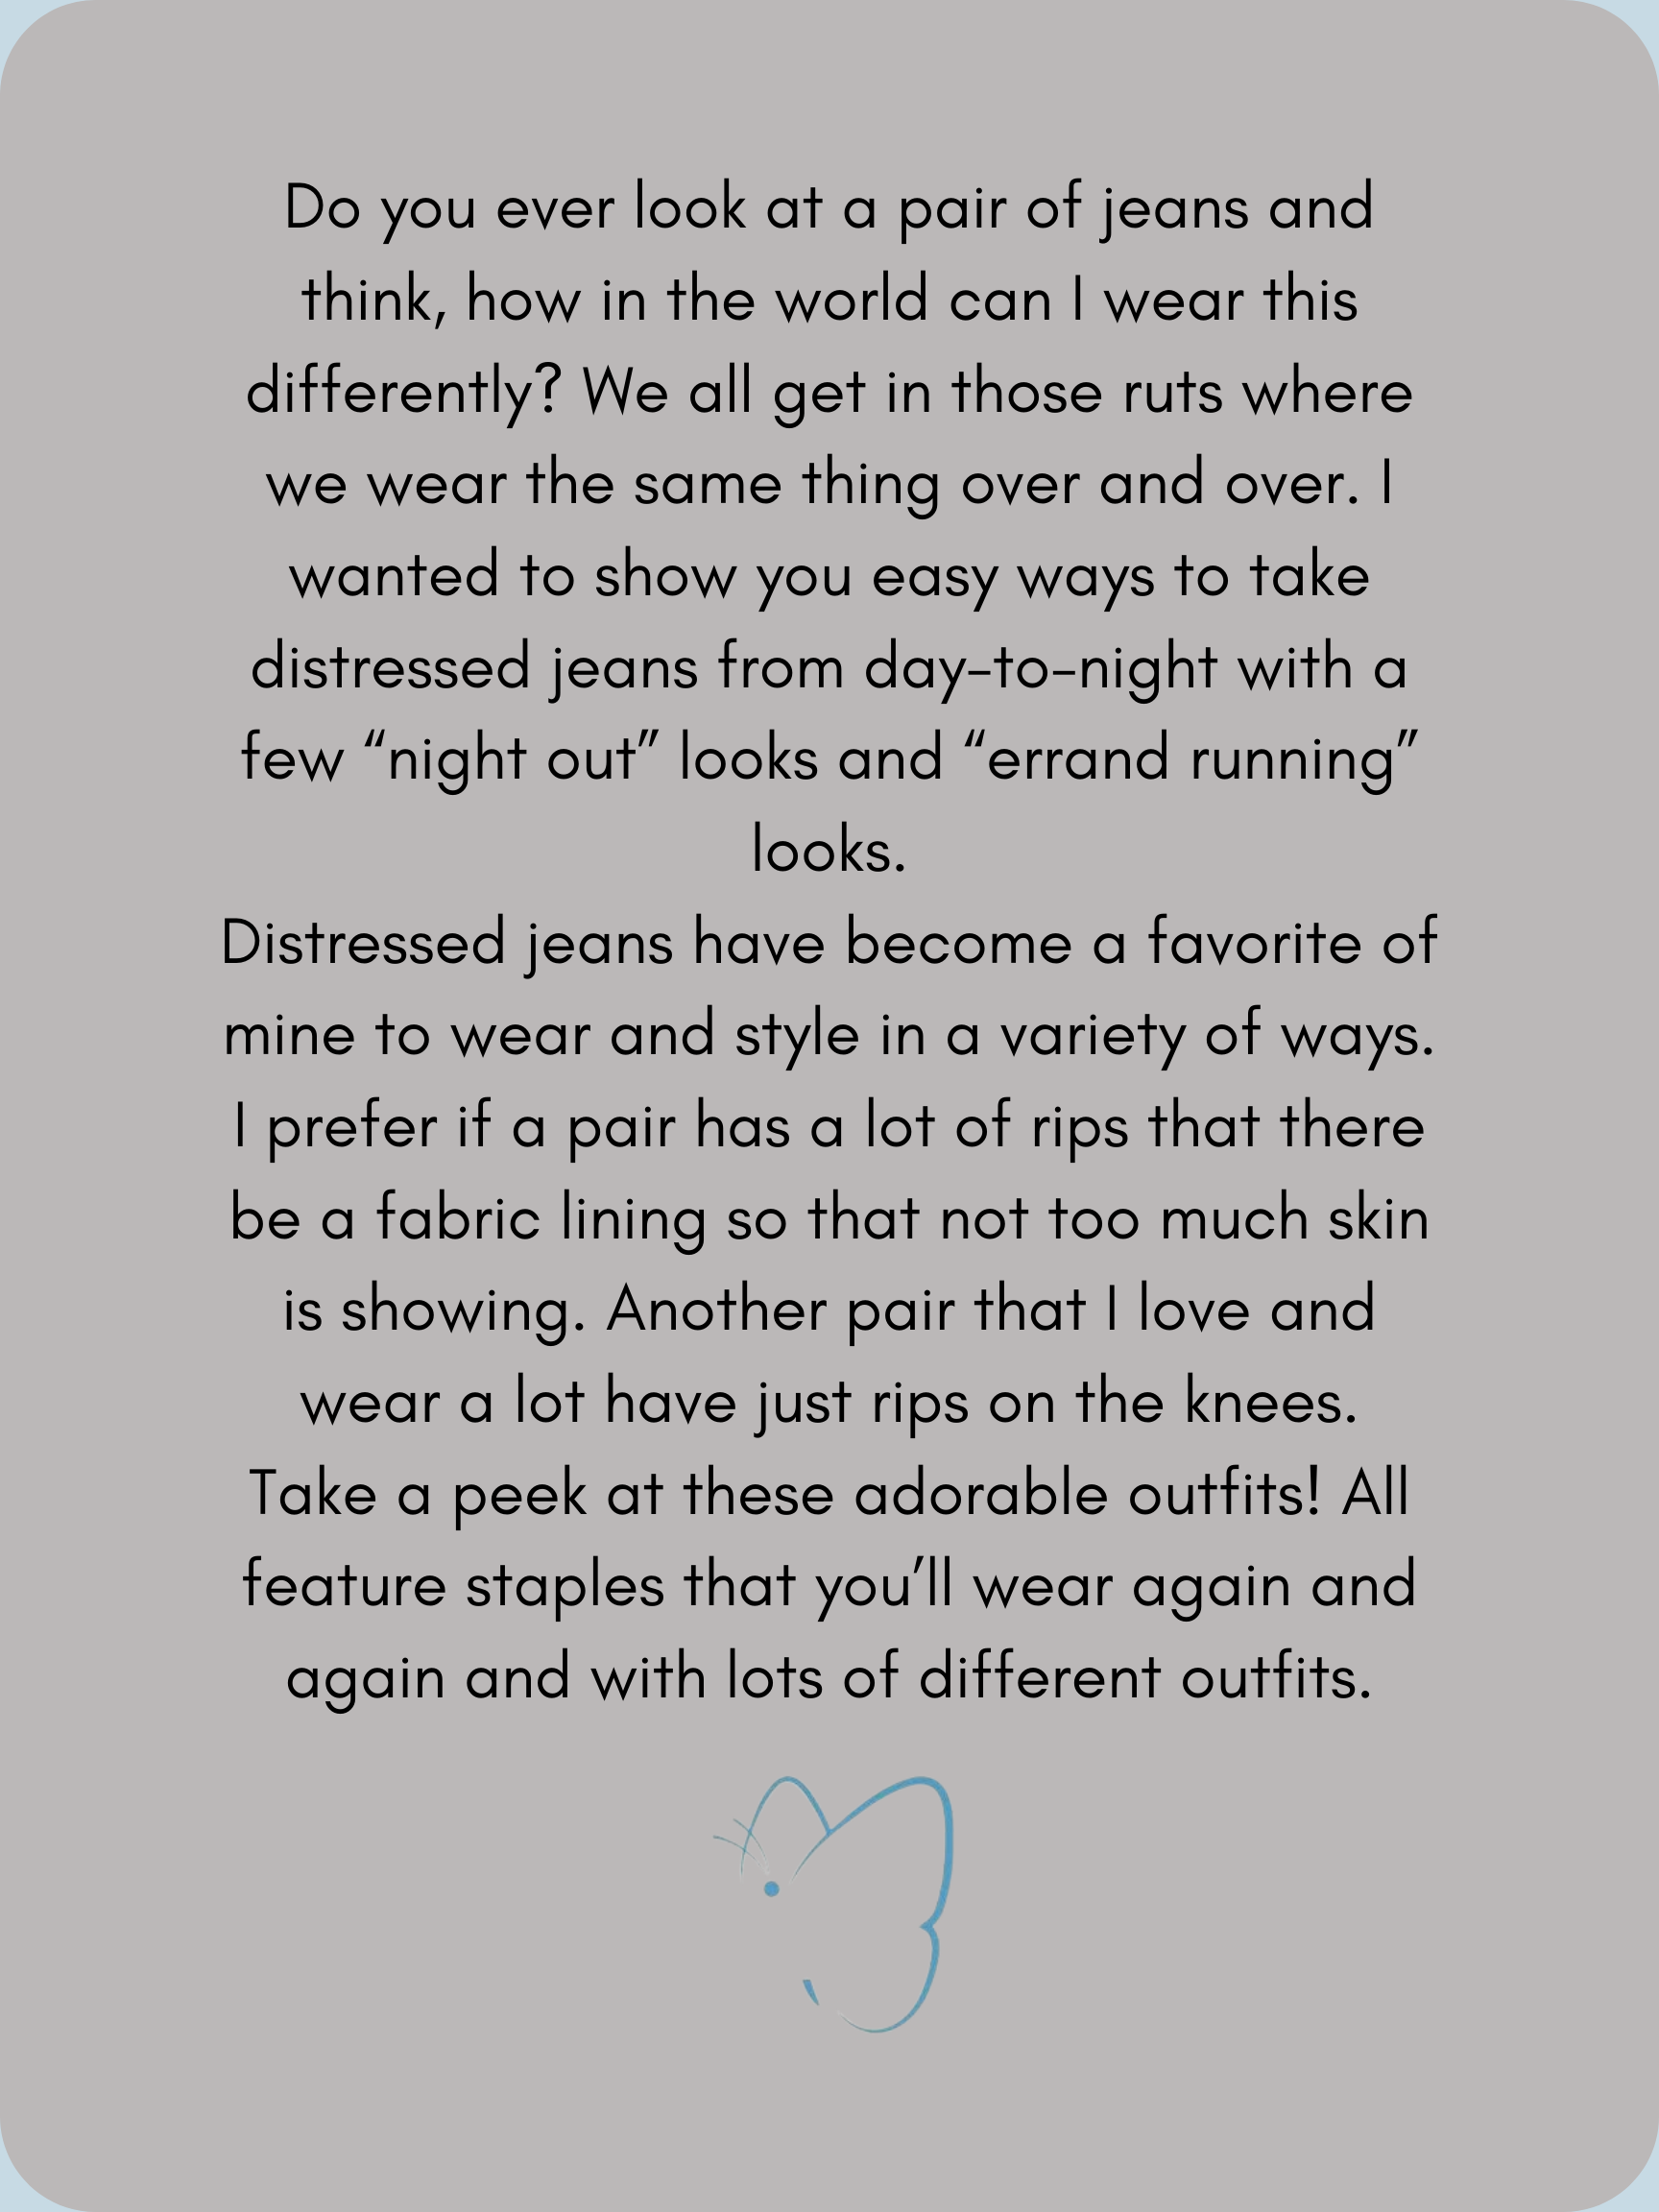 Do you ever look at a pair of jeans and
think, how in the world can I wear this
differently? We all get in those ruts where
we wear the same thing over and over. I
wanted to show you easy ways to take
distressed jeans from day-to-night with a
few “night out” looks and “errand running”
looks.
Distressed jeans have become a favorite of
mine to wear and style in a variety of ways.
I prefer if a pair has a lot of rips that there
be a fabric lining so that not too much skin
is showing. Another pair that I love and
wear a lot have just rips on the knees.
Take a peek at these adorable outfits! All
feature staples that you’ll wear again and
again and with lots of different outfits.